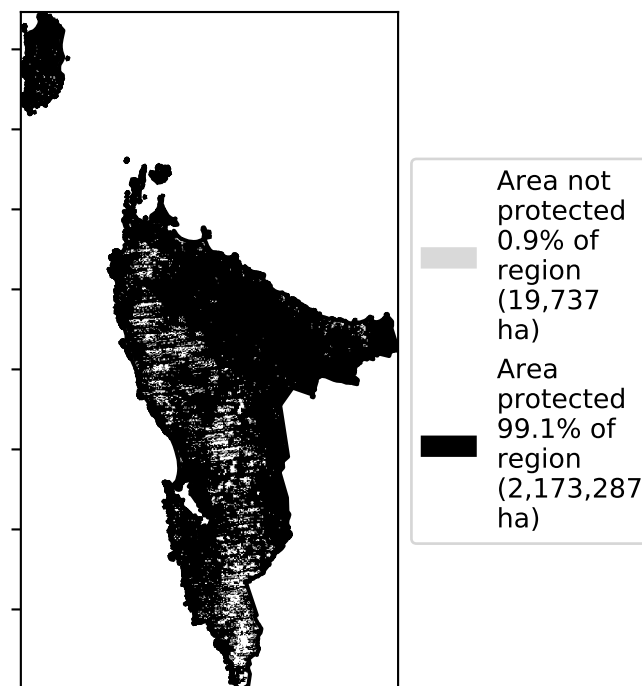 Area not
protected
0.9% of
region
(19,737
ha)
Area
protected
99.1% of
region
(2,173,287
ha)